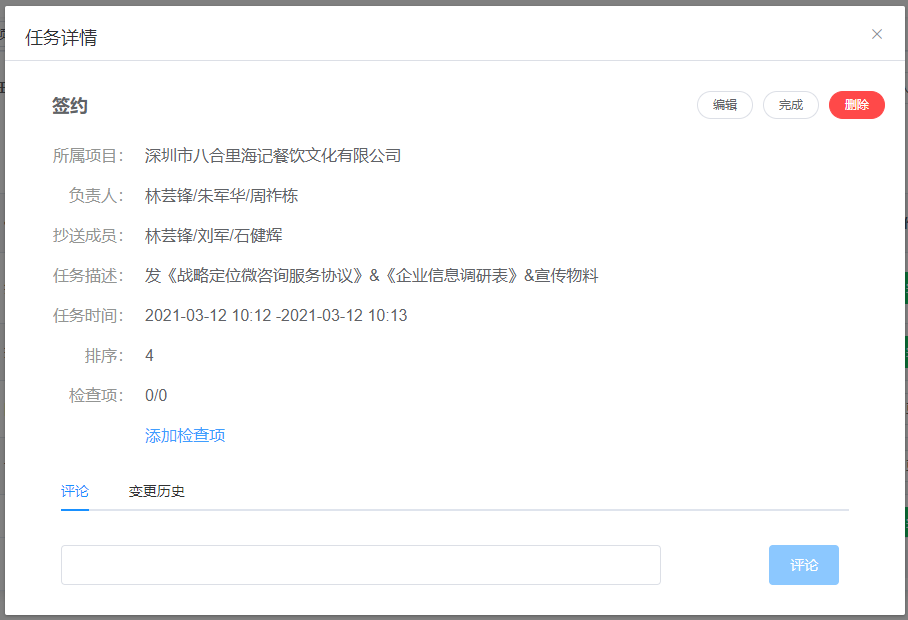 任务详情
签约
编辑 完成 删除
所属项目： 深圳市八合里海记餐饮文化有限公司
负责人： 林芸锋/朱军华/周祚栋
抄送成员： 林芸锋/刘军/石健辉
任务描述： 发《战略定位微咨询服务协议》&《企业信息调研表》&宣传物料
任务时间： 2021-03-12 10:12 -2021-03-12 10:13
排序： 4
检查项： 0/0
添加检查项
评论 变更历史
评论